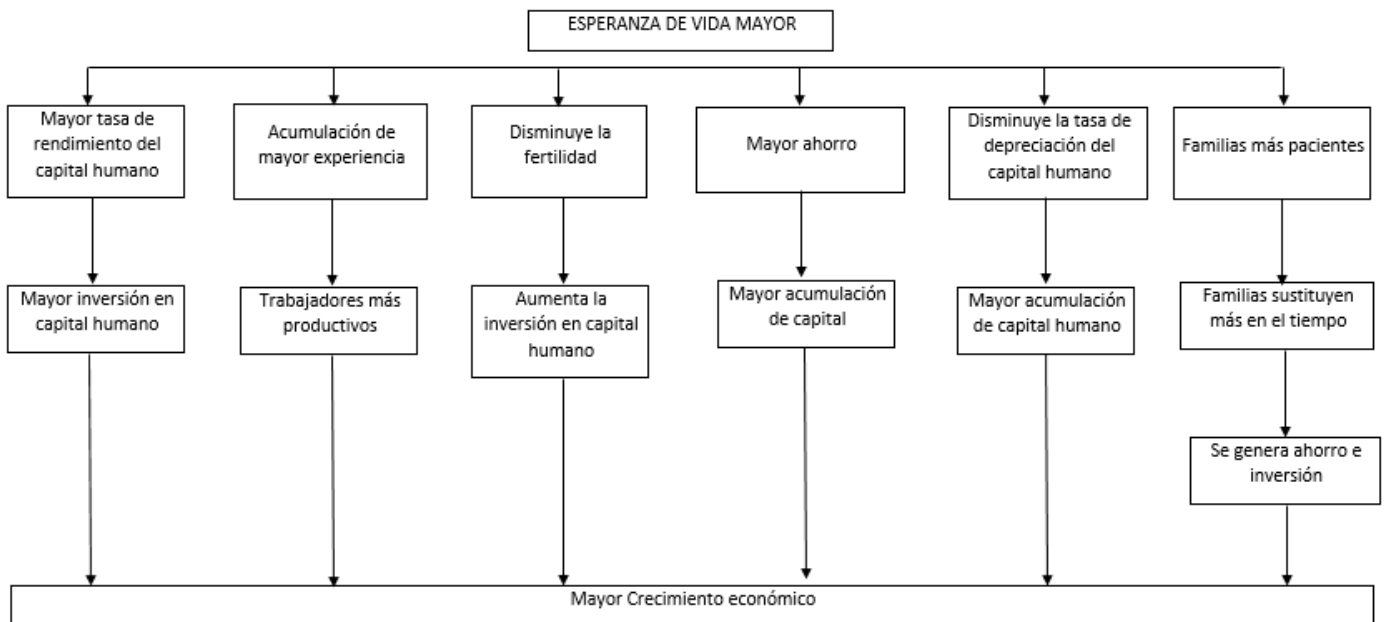 ESPERANZA DE VIDA MAYOR
Mayor tasa de
rendimiento del
capital humano
Acumulación de
mayor experiencia
Disminuye la
fertilidad
Mayor ahorro
Disminuye la tasa de
depreciación del
capital humano
Familias más pacientes
Mayor inversión en
capital humano
Trabajadores más
productivos
Aumenta la
inversión en capital
humano
Mayor acumulación
de capital
Mayor acumulación
de capital humano
Familias sustituyen
más en el tiempo
Se genera ahorro e
inversión
Mayor Crecimiento económico